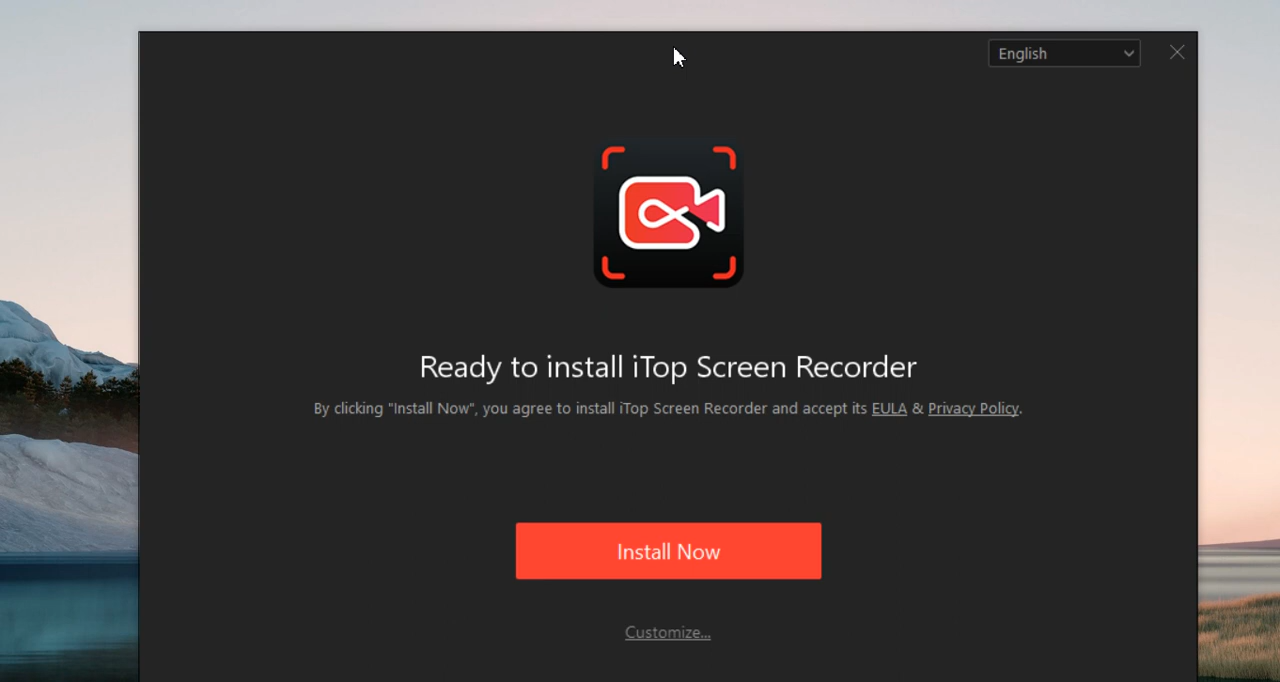 English
Ready to install iTop Screen Recorder
By clicking "Install Now", you agree to install iTop Screen Recorder and accept its EULA & Privacy Policy.
Install Now
Customize...